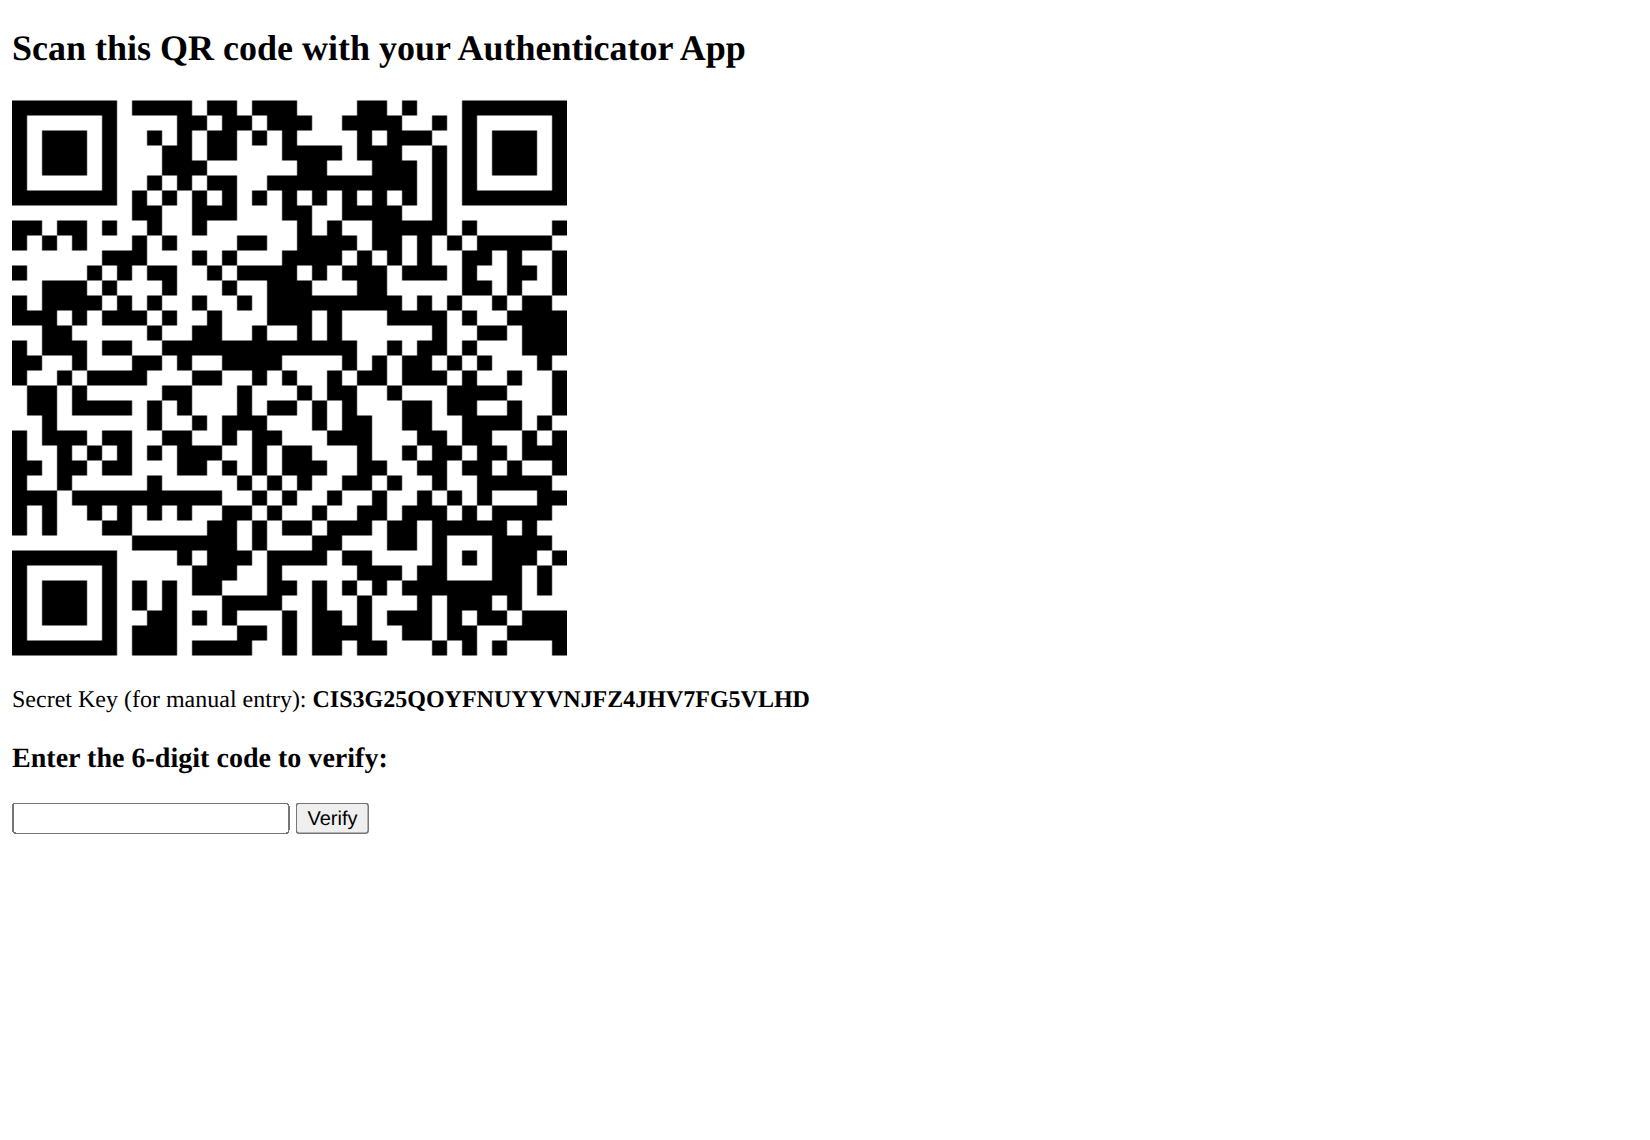 Scan this QR code with your Authenticator App
Secret Key (for manual entry): CIS3G25QOYFNUYYVNJFZ4JHV7FG5VLHD
Enter the 6-digit code to verify:
Verify